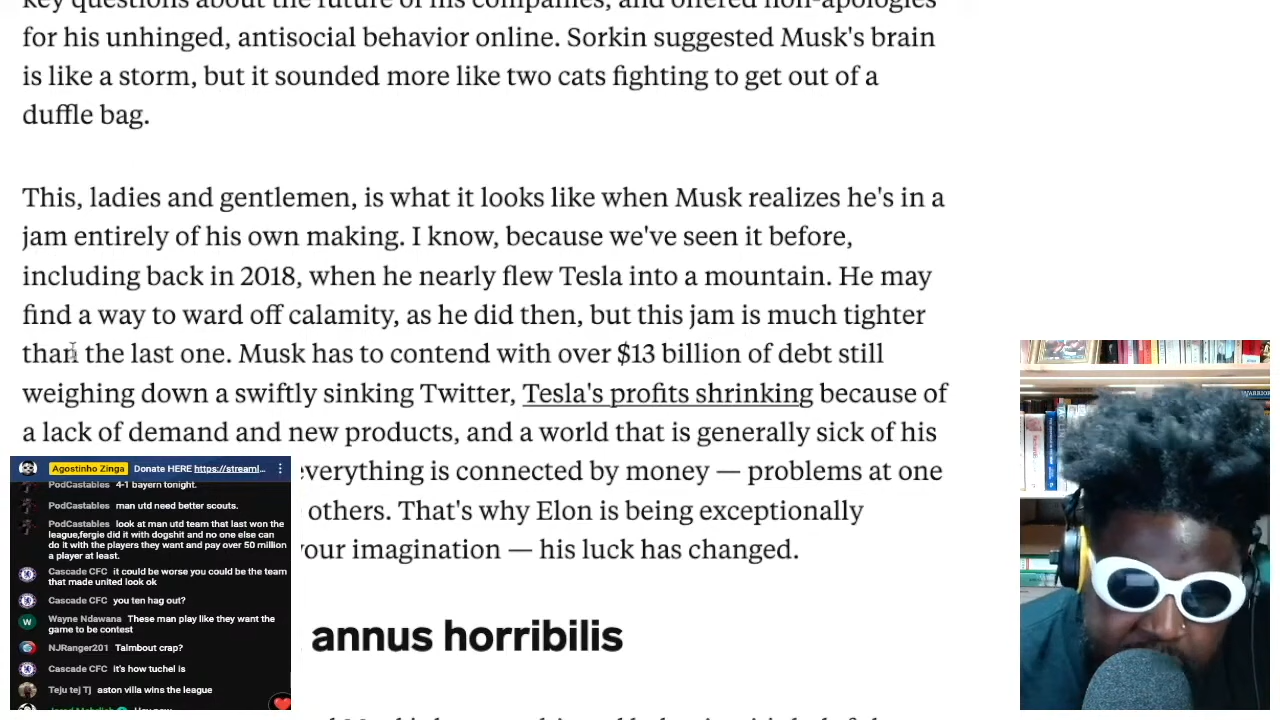 key questions about the future of his companies, and offered non-apologies
for his unhinged, antisocial behavior online. Sorkin suggested Musk's brain
is like a storm, but it sounded more like two cats fighting to get out of a
duffle bag.
This, ladies and gentlemen, is what it looks like when Musk realizes he's in a
jam entirely of his own making. I know, because we've seen it before,
including back in 2018, when he nearly flew Tesla into a mountain. He may
find a way to ward off calamity, as he did then, but this jam is much tighter
than the last one. Musk has to contend with over $13 billion of debt still
weighing down a swiftly sinking Twitter, Tesla's profits shrinking because of
a lack of demand and new products, and a world that is generally sick of his
everything is connected by money — problems at one
others. That's why Elon is being exceptionally
your imagination — his luck has changed.
annus horribilis
Agostinho Zinga Donate HERE https://streaml...
PodCastables 4-1 bayern tonight.
PodCastables man utd need better scouts.
PodCastables look at man utd team that last won the
league,fergie did it with dogshit and no one else can
do it with the players they want and pay over 50 million
a player at least.
Cascade CFC it could be worse you could be the team
that made united look ok
Cascade CFC you ten hag out?
W Wayne Ndawana These man play like they want the
game to be contest
NJRanger201 Talmbout crap?
Cascade CFC it's how tuchel is
Teju tej Tj aston villa wins the league